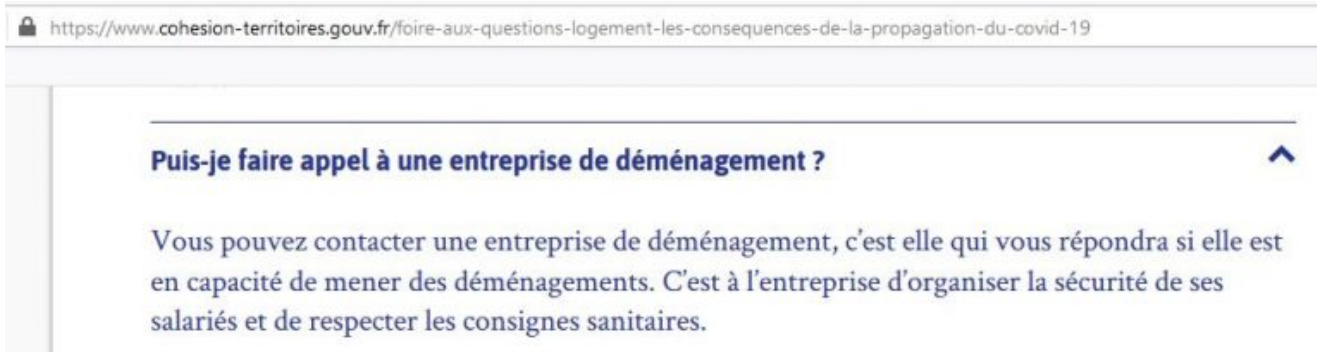 https://www.cohesion-territoires.gouv.fr/foire-aux-questions-logement-les-consequences-de-la-propagation-du-covid-19
Puis-je faire appel à une entreprise de déménagement ?
Vous pouvez contacter une entreprise de déménagement, c'est elle qui vous répondra si elle est
en capacité de mener des déménagements. C'est à l'entreprise d'organiser la sécurité de ses
salariés et de respecter les consignes sanitaires.